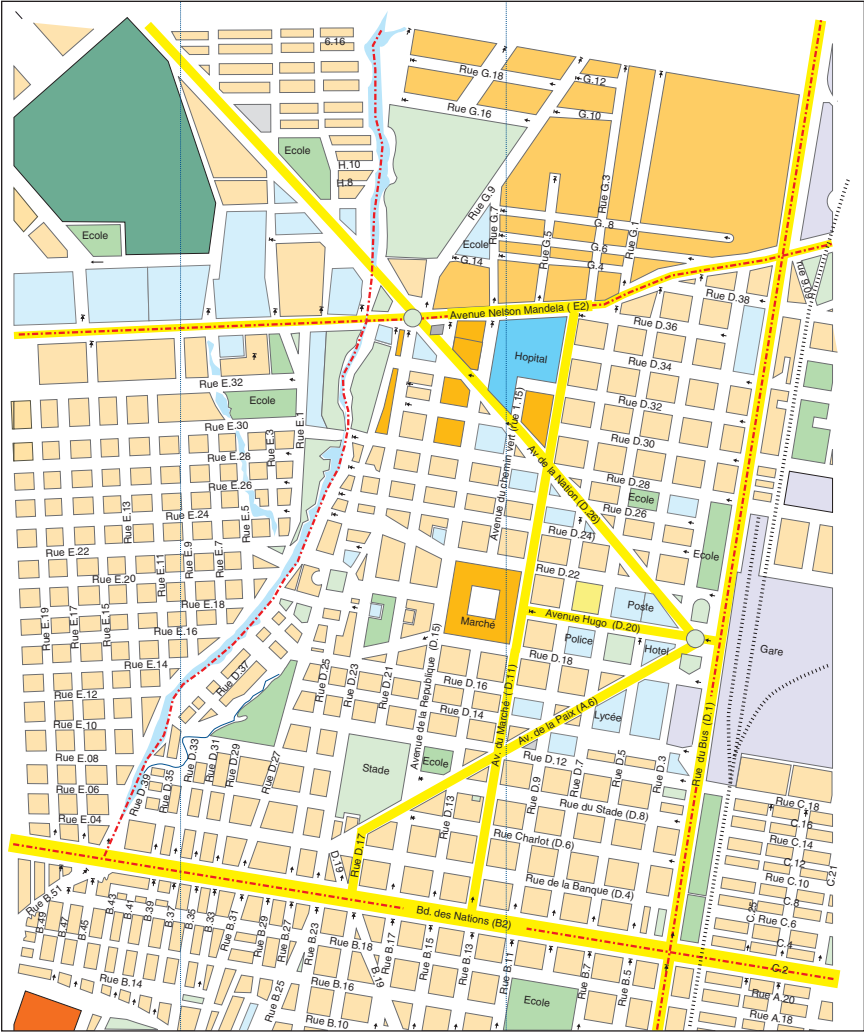 6.16
Rue G.18
G.12
Rue G.16
G.10
Ecole
H.10
H.8
Rue G.9
Rue G.7
Rue G.3
G. 8
Rue G.1
Ecole
Ecole
Rue G.5
G.6
G.14
G.4
rue 9.09
Rue D.38
Avenue Nelson Mandela ( E2)
Rue D.36
Hopital
Rue D.34
Rue E.32
Ecole
Rue D.32
Rue E.30
Rue E.1
Rue E.3
Avenue du chemin vert (rue 1.15)
Rue D.30
Rue E.28
Av de la Nation (D.26)
Rue E.26
Rue D.28
Ecole
Rue E.13
Rue E.24
Rue E.5
Rue D.26
Rue D.24
Rue E.22
Rue E.11
Rue E.9
Rue E.7
Ecole
Rue E.20
Rue D.22
Rue E.18
Poste
Rue E.19
Rue E.17
Rue E.15
Rue E.16
Marché
Avenue Hugo (D.20)
Police
Hotel
Gare
Rue E.14
Rue D.37
Rue D.25
Rue D.23
Rue D.21
Avenue de la Republique (D.15)
Rue D.18
Rue E.12
Rue D.16
Av. du Marché ( D.11)
Rue E.10
Rue D.14
Av. de la Paix (A.6)
Lycée
Rue du Bus (D.1)
Rue E.08
Rue D.33
Rue D.31
Rue D.29
Rue D.27
Stade
Ecole
Rue D.12
Rue D.7
Rue D.5
Rue D.3
Rue E.06
Rue D.39
Rue D.35
Rue D.13
Rue D.9
Rue du Stade (D.8)
Rue C.18
Rue E.04
C.16
Rue Charlot (D.6)
Rue C.14
D.19
Rue D.17
C.12
C.21
Rue C.10
Rue de la Banque (D.4)
C.8
Rue B.51
Bd. des Nations (B2)
Rue C.6
B.49
B.47
B.45
B.43
B.41
B.39
B.37
B.35
B.33
Rue B.31
Rue B.29
Rue B.27
Rue B.23
Rue B.18
Rue B.17
Rue B.15
Rue B.13
Rue B.11
Rue B.7
Rue B.5
C.4
C.2
Rue B.14
Rue B.25
Rue B.16
B.19
Ecole
Rue A.20
Rue B.10
Rue A.18